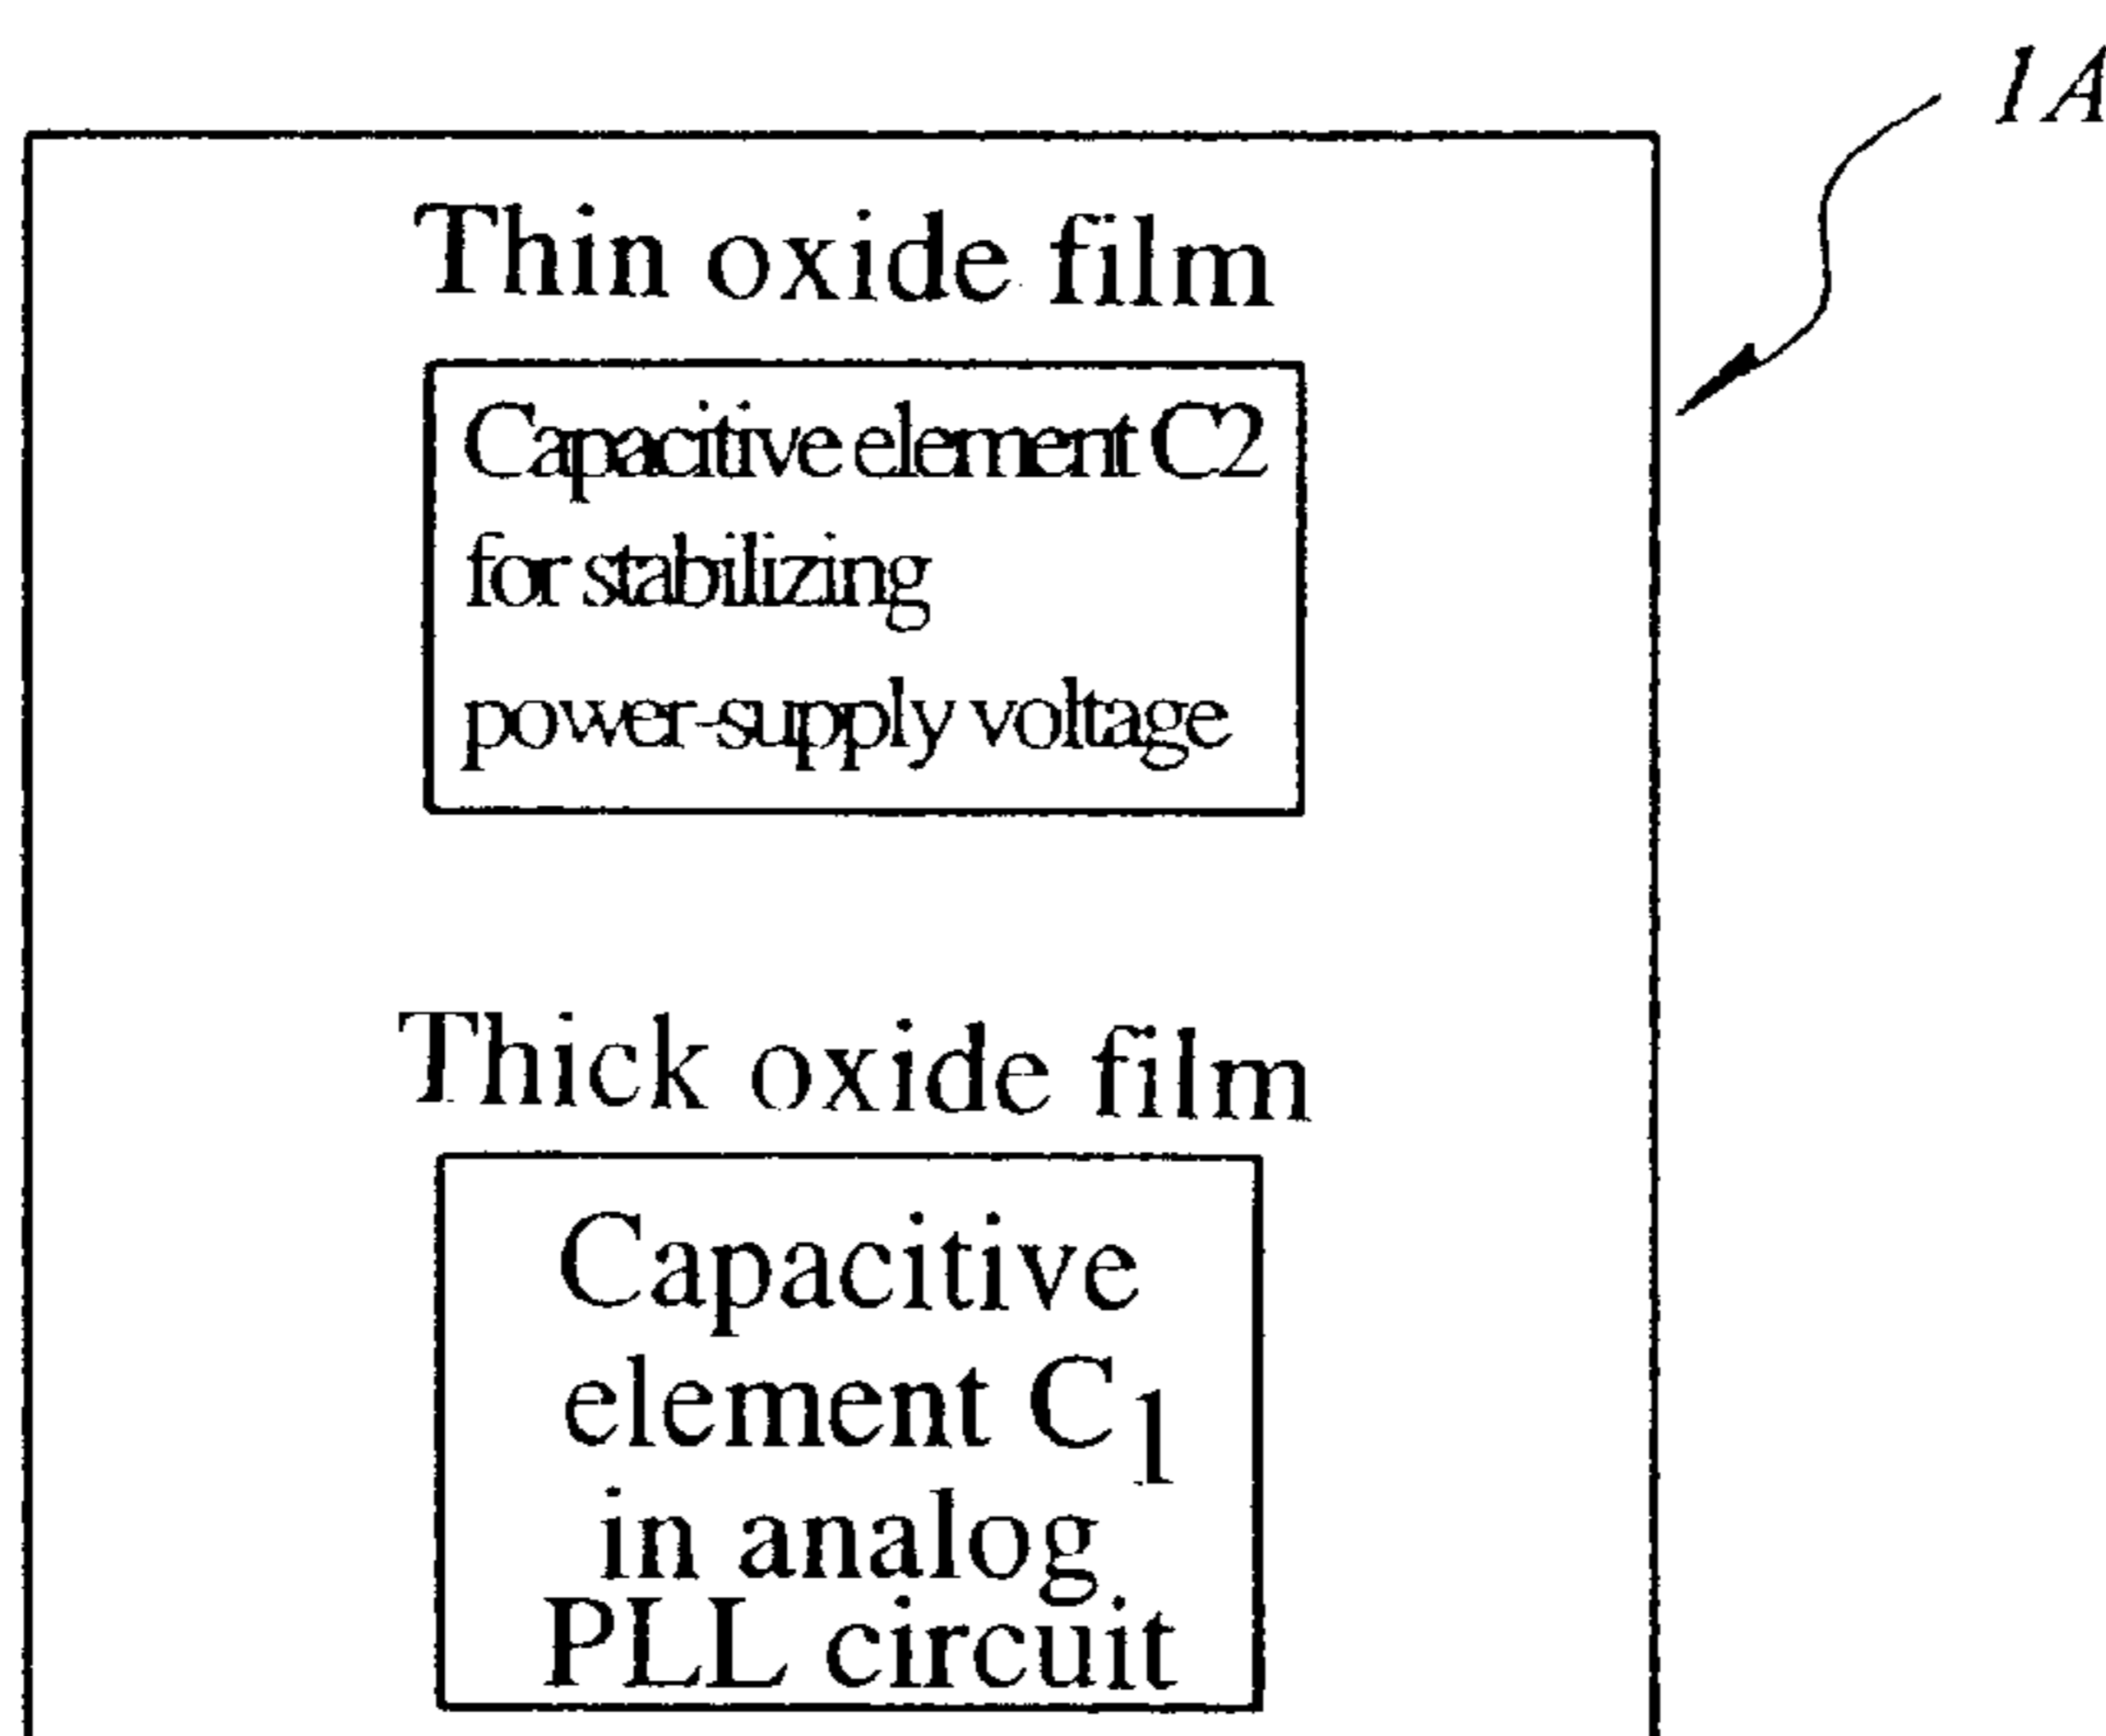 1A
Thin oxide film
Capacitive element C2
for stabilizing
power-supply voltage
Thick oxide film
Capacitive
element C1
in analog
PLL circuit